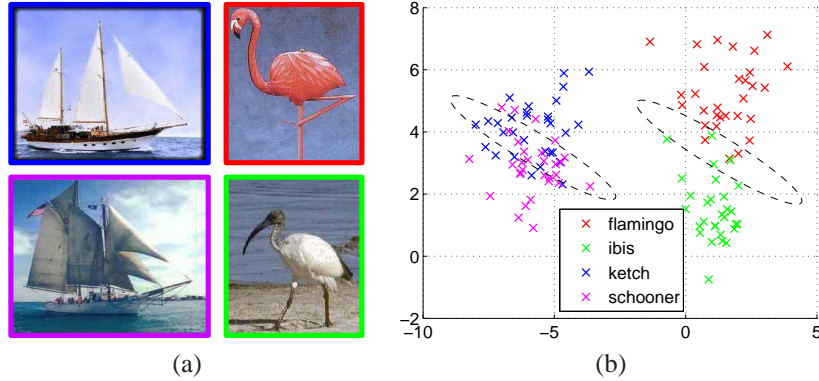 8
6
4
2
0
−2
−10
−5
0
5
flamingo
ibis
ketch
schooner
(a)
(b)